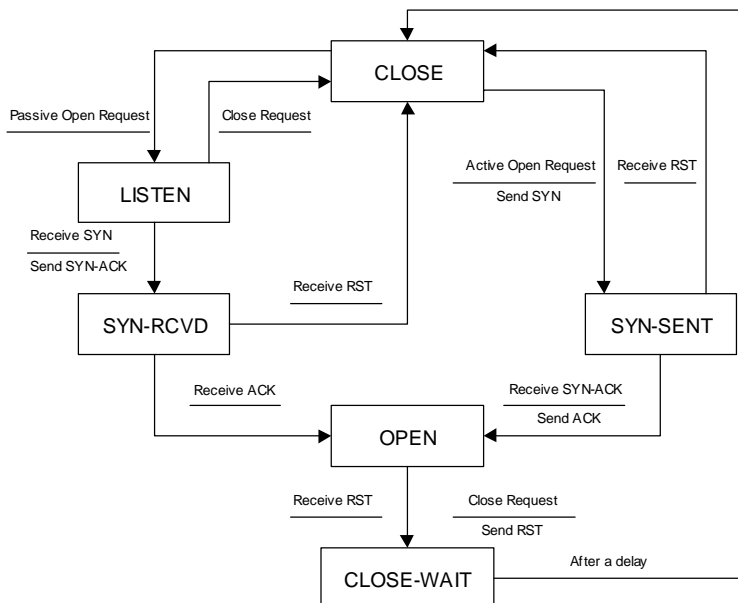 CLOSE
Passive Open Request
Close Request
Active Open Request
Send SYN
Receive RST
LISTEN
Receive SYN
Send SYN-ACK
Receive RST
SYN-RCVD
SYN-SENT
Receive ACK
Receive SYN-ACK
Send ACK
OPEN
Receive RST
Close Request
Send RST
After a delay
CLOSE-WAIT